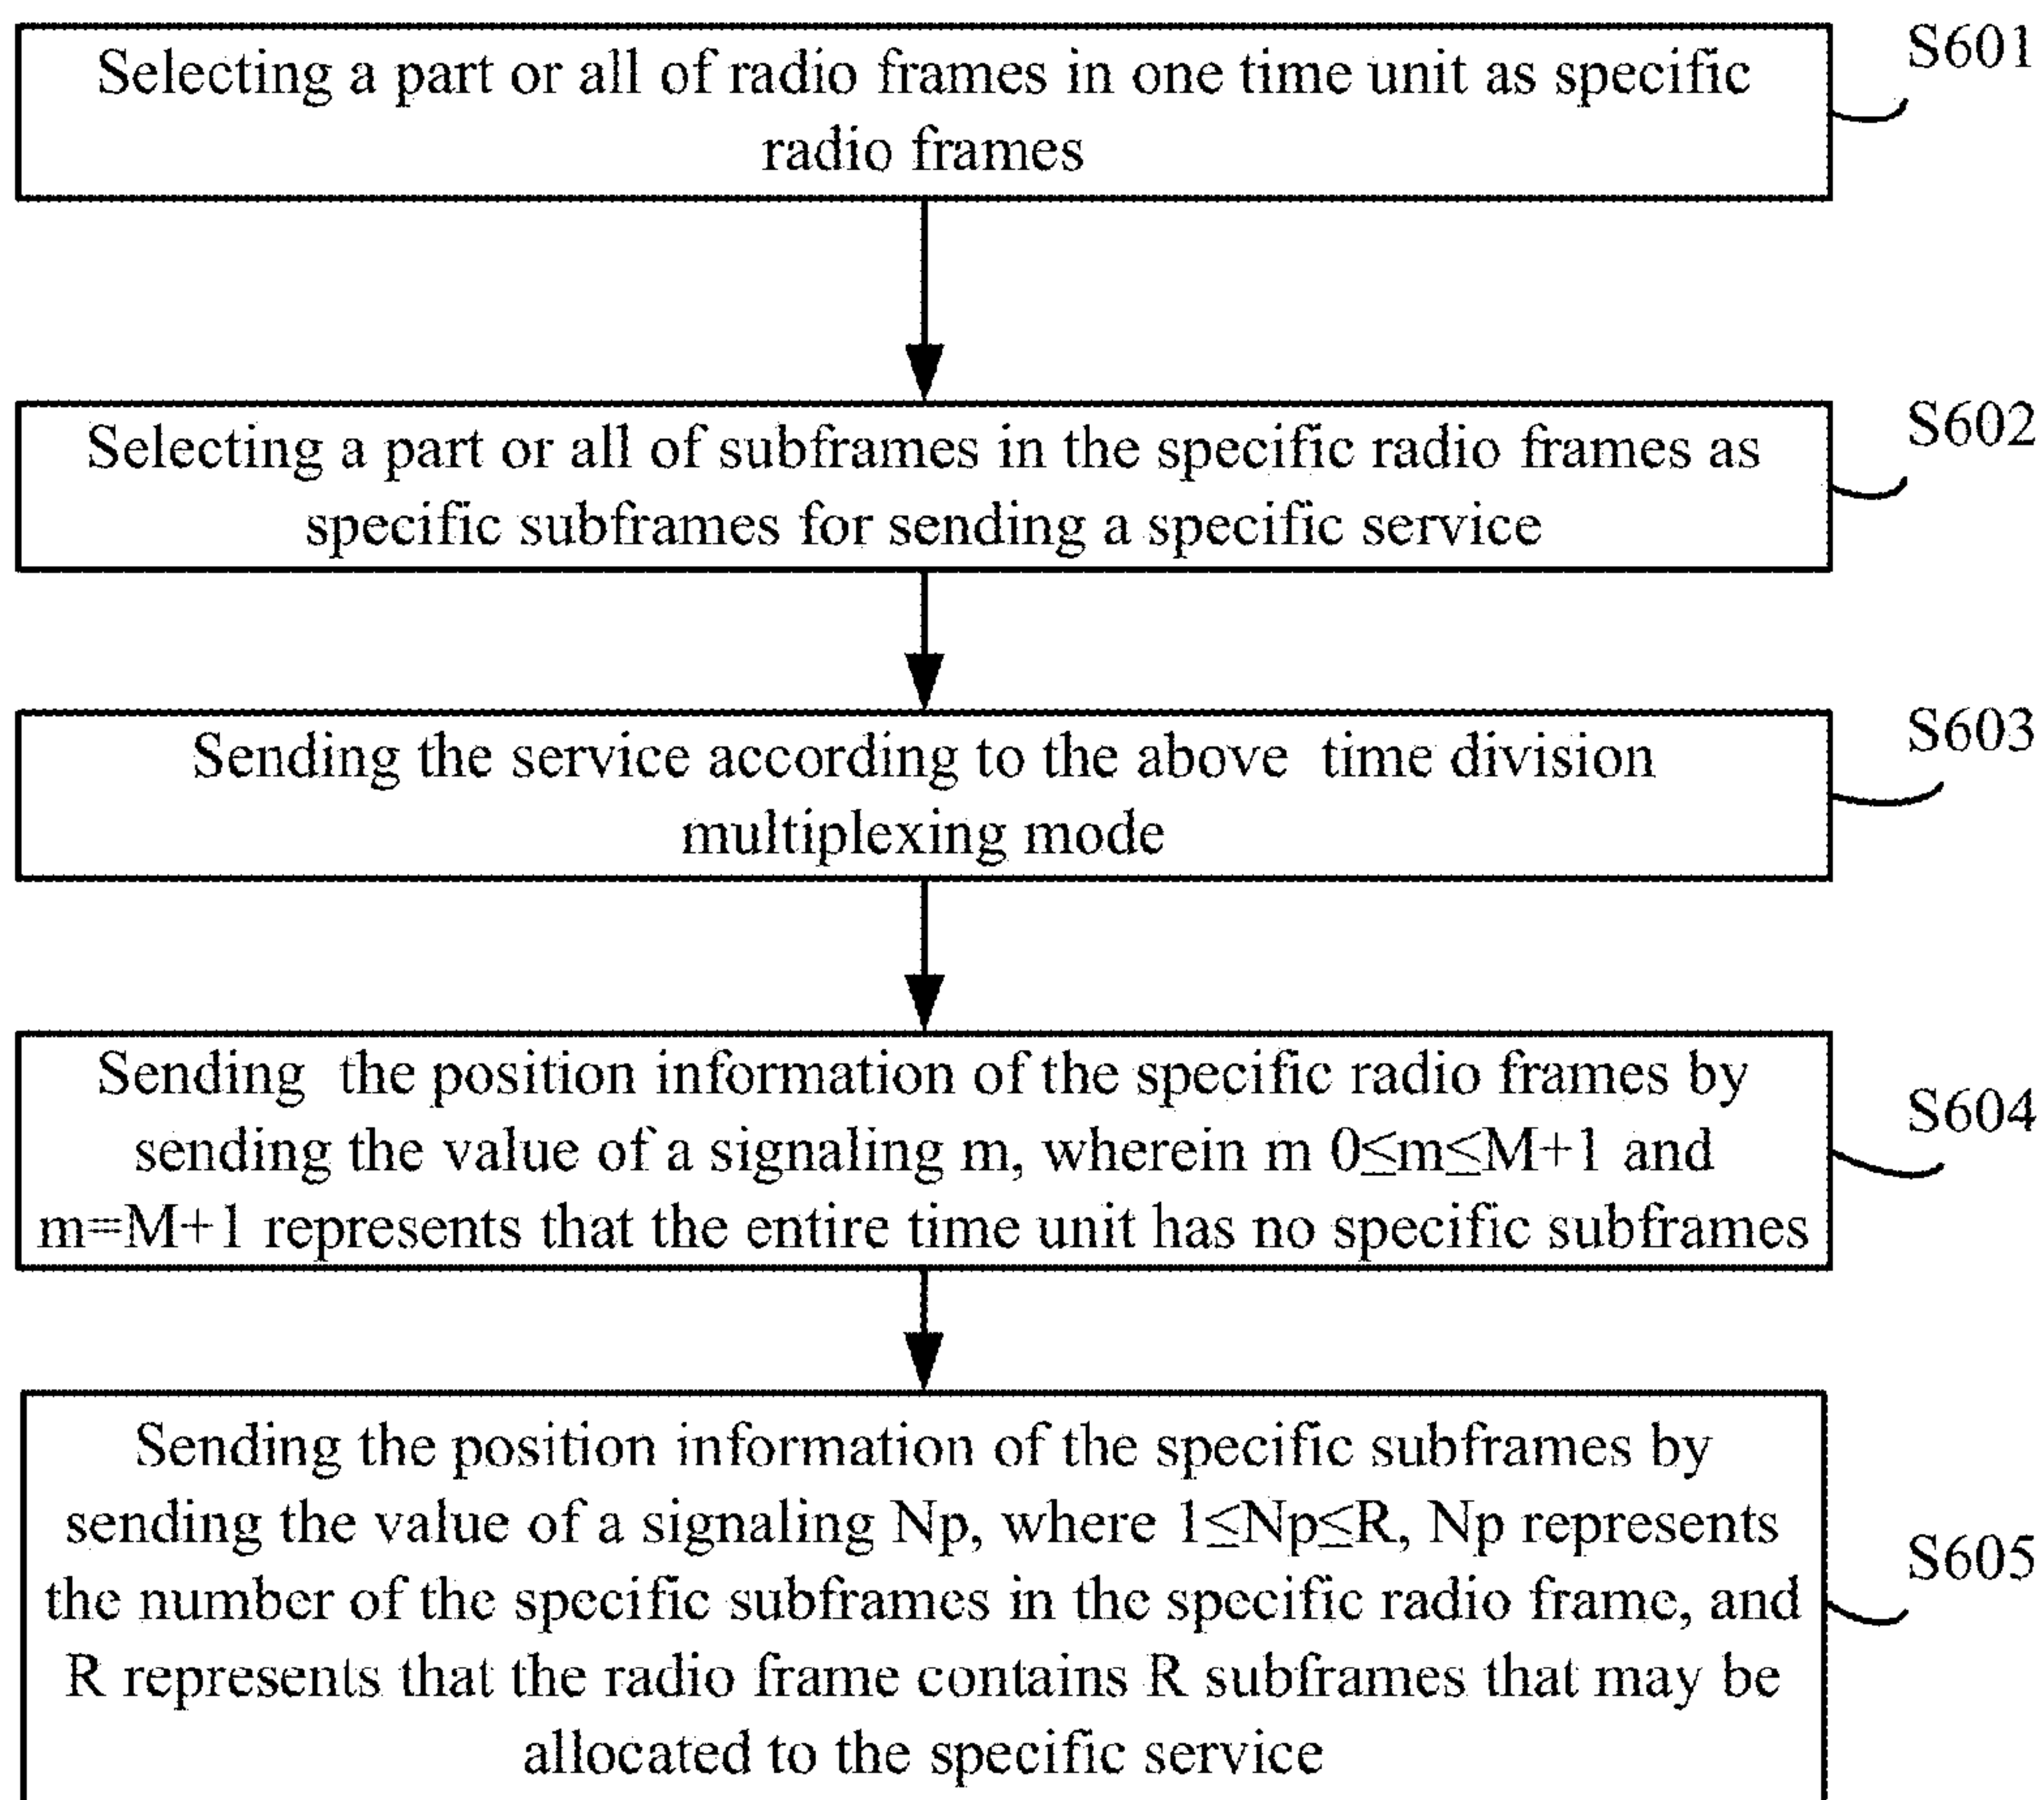 Selecting a part or all of radio frames in one time unit as specific
radio frames
S601
Selecting a part or all of subframes in the specific radio frames as
specific subframes for sending a specific service
S602
Sending the service according to the above time division
multiplexing mode
S603
Sending the position information of the specific radio frames by
sending the value of a signaling m, wherein m 0≤m≤M+1 and
m=M+1 represents that the entire time unit has no specific subframes
S604
Sending the position information of the specific subframes by
sending the value of a signaling Np, where 1≤Np≤R, Np represents
the number of the specific subframes in the specific radio frame, and
R represents that the radio frame contains R subframes that may be
allocated to the specific service
S605